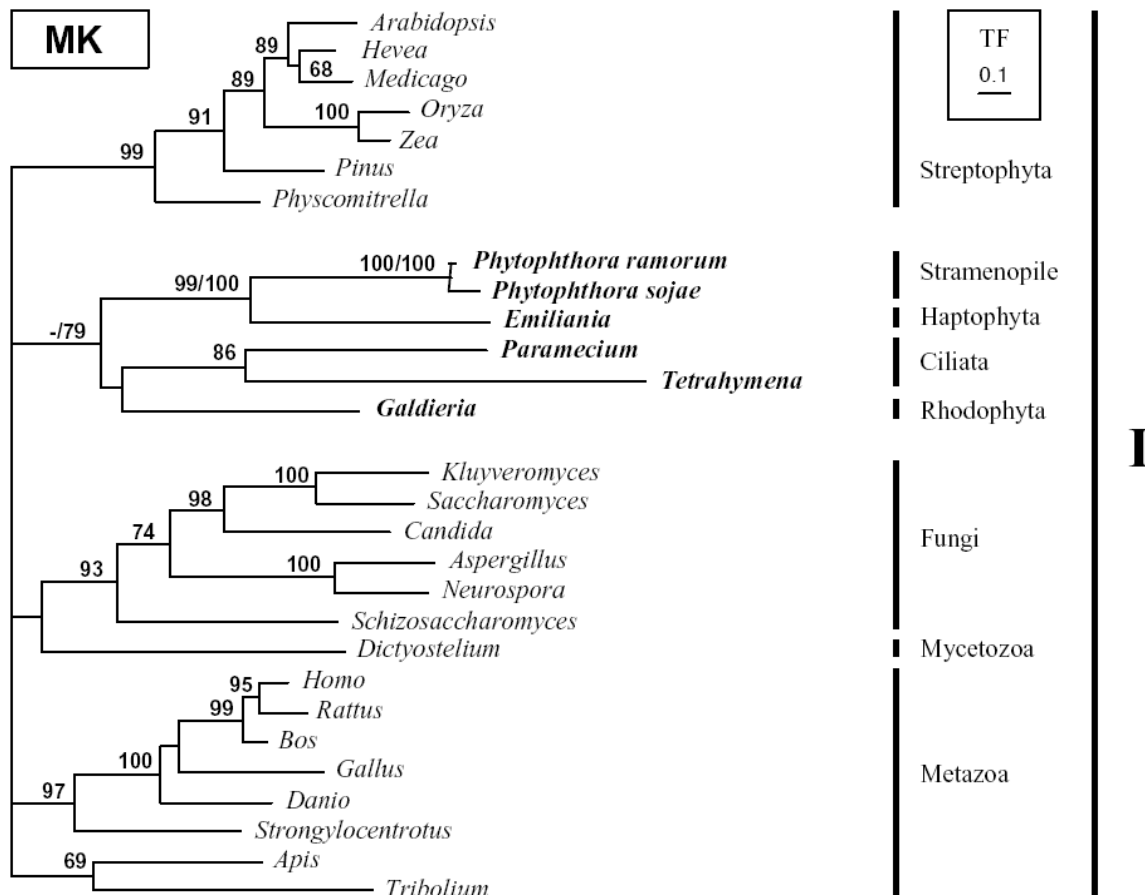 MK
TF
0.1
Arabidopsis
89
Hevea
68
Medicago
89
100
Oryza
91
Zea
99
Pinus
Streptophyta
Physcomitrella
100/100
Phytophthora ramorum
Stramenopile
99/100
Phytophthora sojae
Emiliania
Haptophyta
-/79
86
Paramecium
Ciliata
Tetrahymena
Galdieria
Rhodophyta
I
100
Kluyveromyces
98
Saccharomyces
74
Candida
Fungi
100
Aspergillus
93
Neurospora
Schizosaccharomyces
Dictyostelium
Mycetozoa
95
Homo
99
Rattus
Bos
100
Gallus
Metazoa
97
Danio
Strongylocentrotus
69
Apis
Tribolium